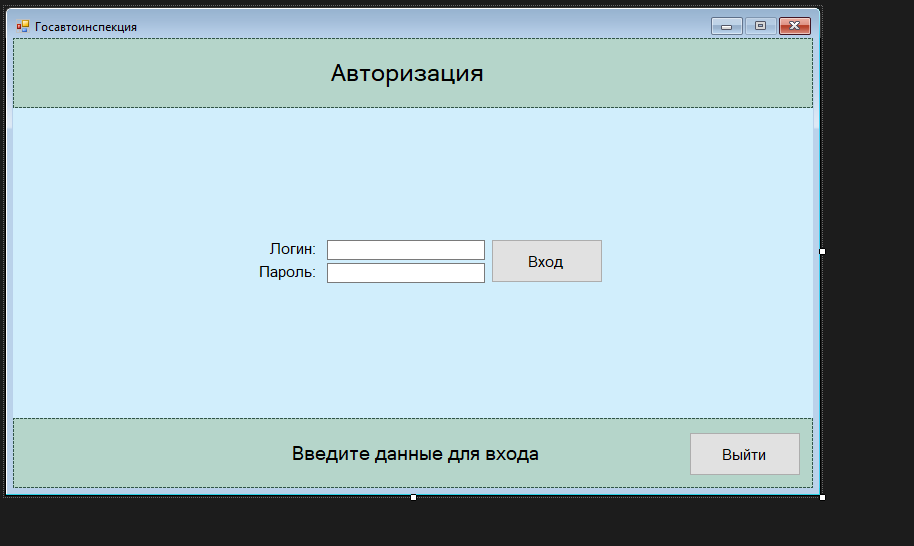 Госавтоинспекция
Авторизация
Логин:
Вход
Пароль:
Введите данные для входа
Выйти